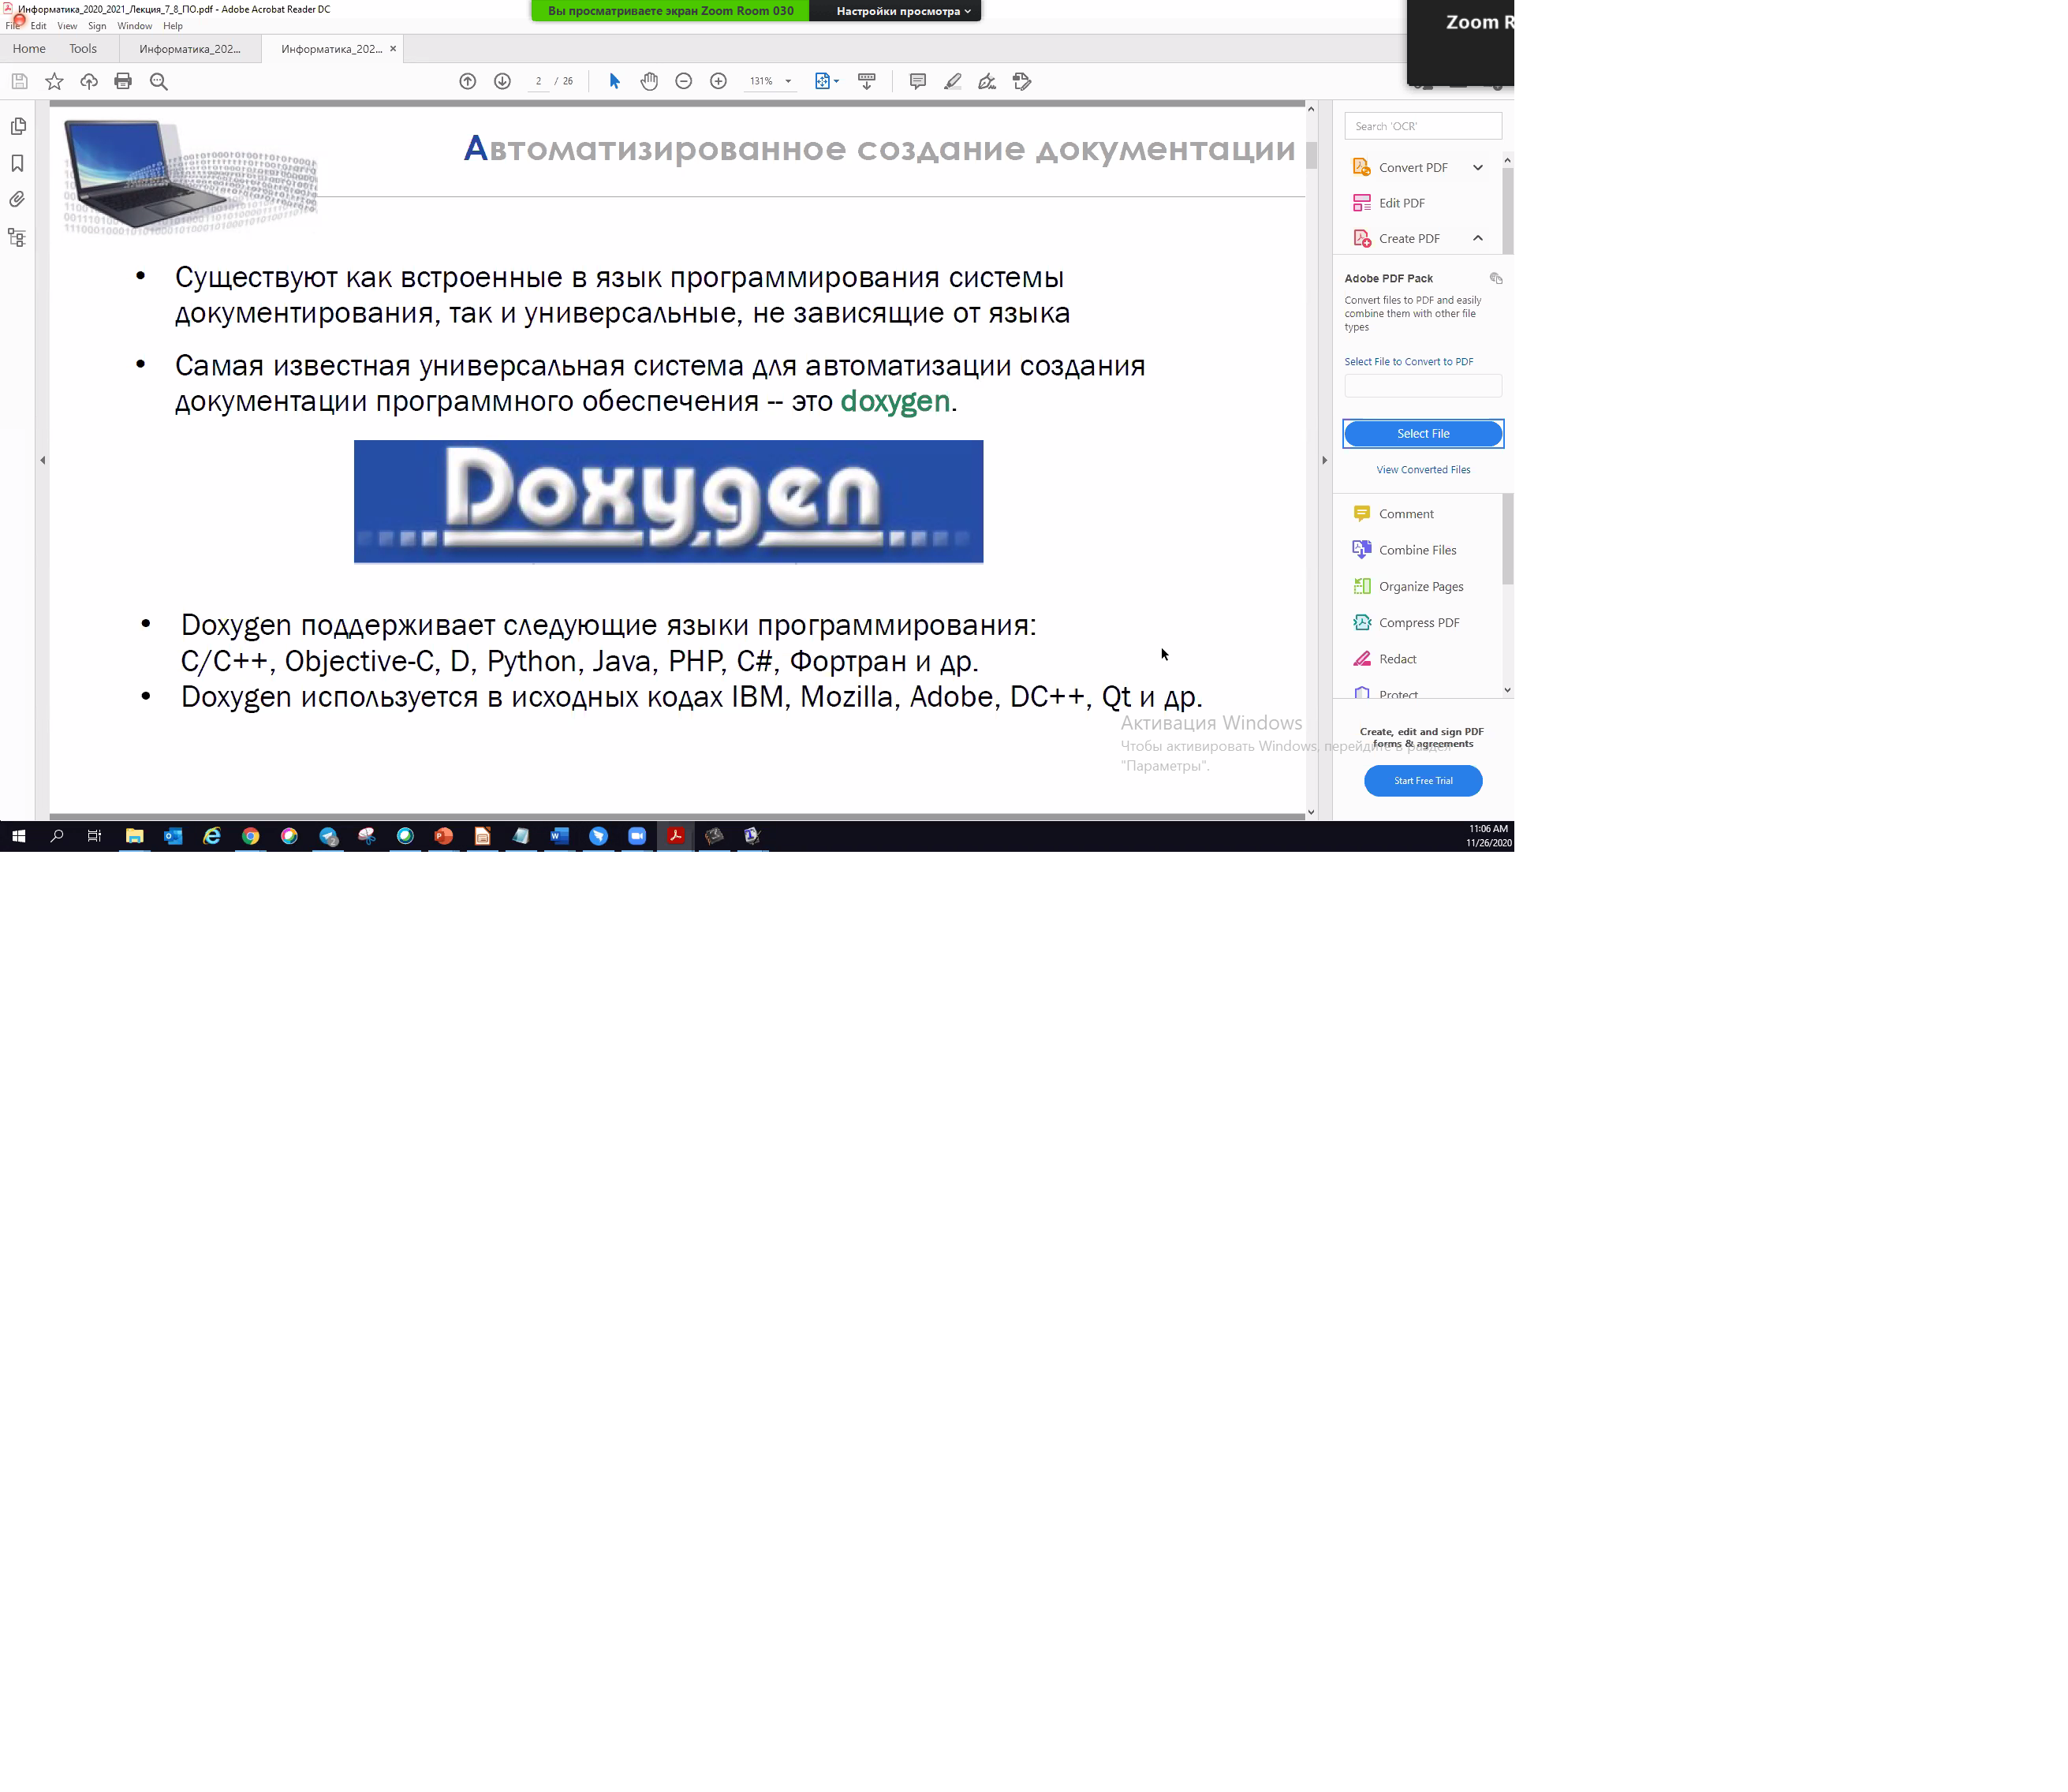 Информатика_2020_2021_Лекция_7_8_ПО.pdf - Adobe Acrobat Reader DC
Вы просматриваете экран Zoom Room 030
Настройки просмотра
Zoom R
File Edit View Sign Window Help
Home Tools Информатика_202... Информатика_202... ×
2 / 26 131%
Автоматизированное создание документации
• Существуют как встроенные в язык программирования системы
документирования, так и универсальные, не зависящие от языка
• Самая известная универсальная система для автоматизации создания
документации программного обеспечения -- это doxygen.
Doxygen
• Doxygen поддерживает следующие языки программирования:
C/C++, Objective-C, D, Python, Java, PHP, C#, Фортран и др.
• Doxygen используется в исходных кодах IBM, Mozilla, Adobe, DC++, Qt и др.
Активация Windows
Чтобы активировать Windows, перейдите в раздел
"Параметры".
Search 'OCR'
Convert PDF
Edit PDF
Create PDF
Adobe PDF Pack
Convert files to PDF and easily
combine them with other file
types
Select File to Convert to PDF
Select File
View Converted Files
Comment
Combine Files
Organize Pages
Compress PDF
Redact
Protect
Create, edit and sign PDF
forms & agreements
Start Free Trial
11:06 AM
11/26/2020